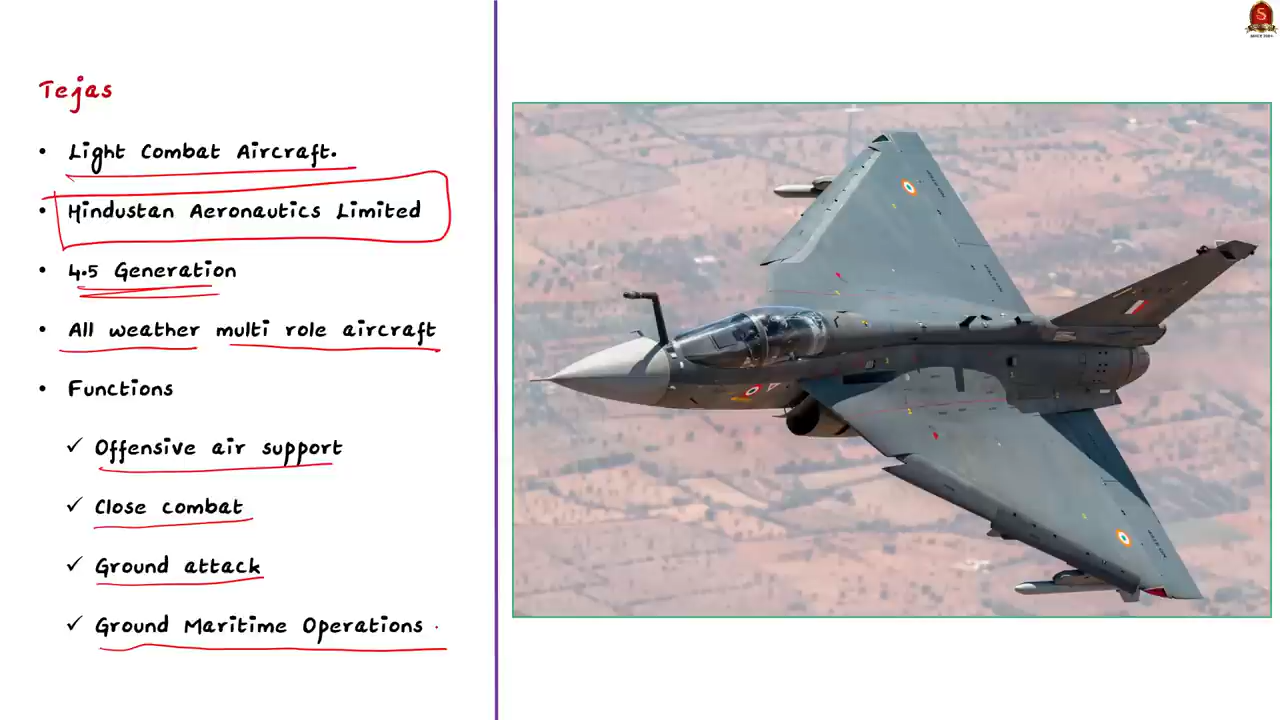 Tejas
• Light Combat Aircraft.
• Hindustan Aeronautics Limited
• 4.5 Generation
• All weather multi role aircraft
• Functions
✓ Offensive air support
✓ Close combat
✓ Ground attack
✓ Ground Maritime Operations